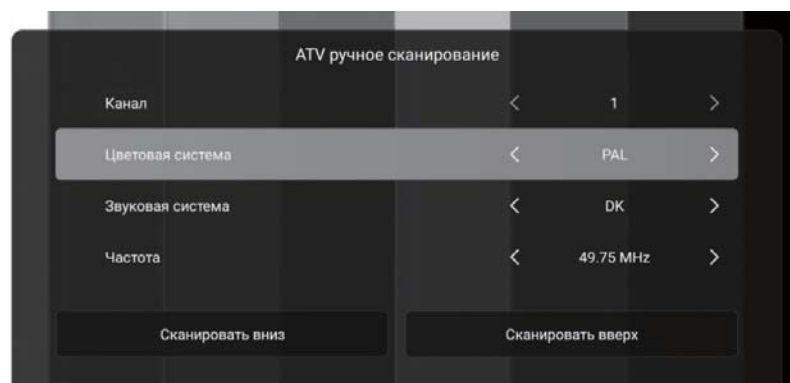 ATV ручное сканирование
Канал 1
Цветовая система PAL
Звуковая система DK
Частота 49.75 MHz
Сканировать вниз Сканировать вверх